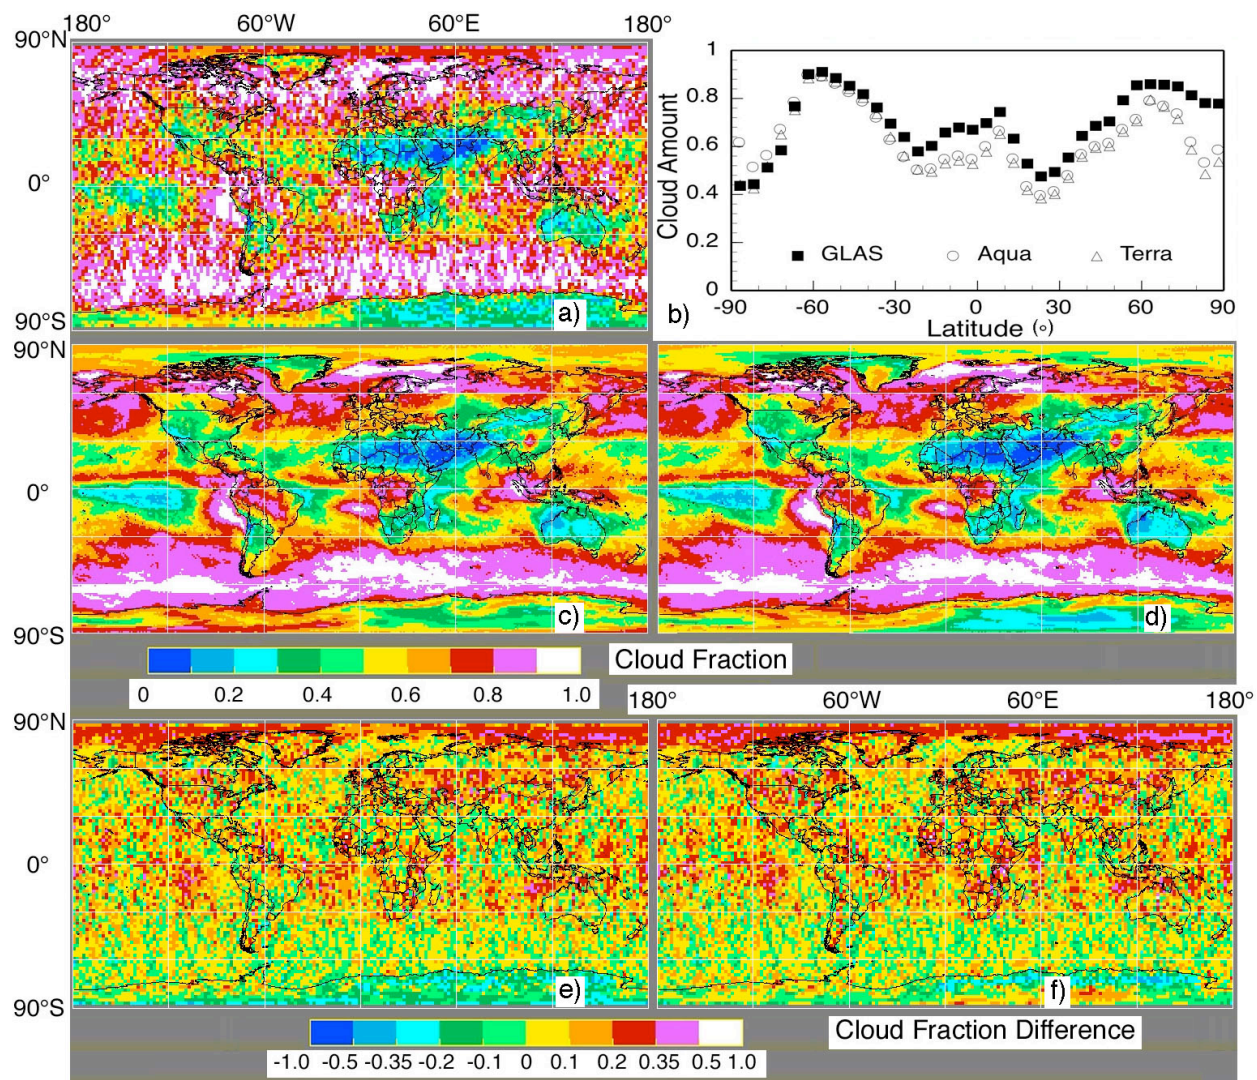 180° 60°W 60°E 180°
90°N
0°
90°S
a)
1
0.8
0.6
0.4
0.2
0
Cloud Amount
GLAS Aqua Terra
-90 -60 -30 0 30 60 90
b) Latitude (°)
90°N
0°
90°S
c) d)
Cloud Fraction
0 0.2 0.4 0.6 0.8 1.0
180° 60°W 60°E 180°
90°N
0°
90°S
e) f)
Cloud Fraction Difference
-1.0 -0.5 -0.35 -0.2 -0.1 0 0.1 0.2 0.35 0.5 1.0